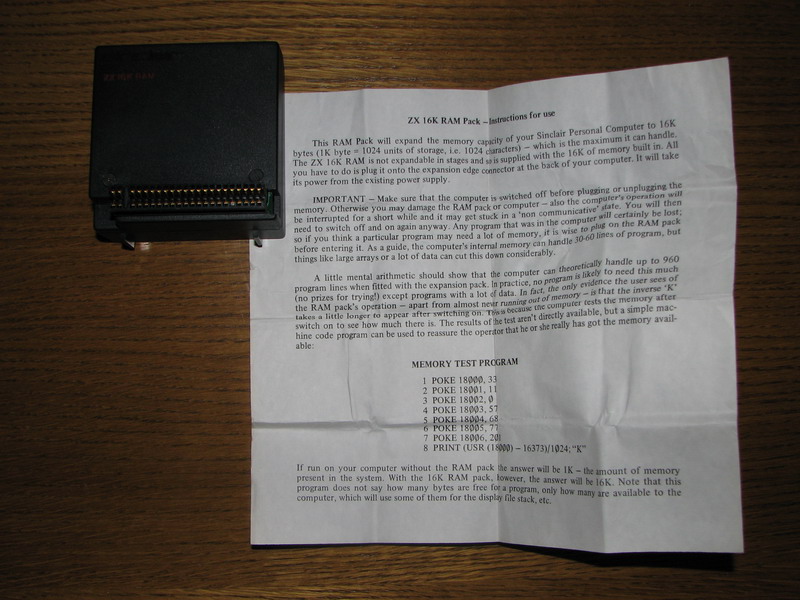 ZX 16K RAM
ZX 16K RAM Pack – Instructions for use
This RAM Pack will expand the memory capacity of your Sinclair Personal Computer to 16K
bytes (1K byte = 1024 units of storage, i.e. 1024 characters) – which is the maximum it can handle.
The ZX 16K RAM is not expandable in stages and so is supplied with the 16K of memory built in. All
you have to do is plug it onto the expansion edge connector at the back of your computer. It will take
its power from the existing power supply.
IMPORTANT – Make sure that the computer is switched off before plugging or unplugging the
memory. Otherwise you may damage the RAM pack or computer – also the computer's operation will
be interrupted for a short while and it may get stuck in a 'non communicative' state. You will then
need to switch off and on again anyway. Any program that was in the computer will certainly be lost;
so if you think a particular program may need a lot of memory, it is wise to plug on the RAM pack
before entering it. As a guide, the computer's internal memory can handle 30-60 lines of program, but
things like large arrays or a lot of data can cut this down considerably.
A little mental arithmetic should show that the computer can theoretically handle up to 960
program lines when fitted with the expansion pack. In practice, no program is likely to need this much
(no prizes for trying!) except programs with a lot of data. In fact, the only evidence the user sees of
the RAM pack's operation – apart from almost never running out of memory – is that the inverse "K"
takes a little longer to appear after switching on. This is because the computer tests the memory after
switch on to see how much there is. The results of the test aren't directly available, but a simple mac-
hine code program can be used to reassure the operator that he or she really has got the memory avail-
able:
MEMORY TEST PROGRAM
1 POKE 18000, 33
2 POKE 18001, 11
3 POKE 18002, 0
4 POKE 18003, 57
5 POKE 18004, 68
6 POKE 18005, 77
7 POKE 18006, 201
8 PRINT (USR (18000) – 16373)/1024; "K"
If run on your computer without the RAM pack the answer will be 1K – the amount of memory
present in the system. With the 16K RAM pack, however, the answer will be 16K. Note that this
program does not say how many bytes are free for a program, only how many are available to the
computer, which will use some of them for the display file stack, etc.